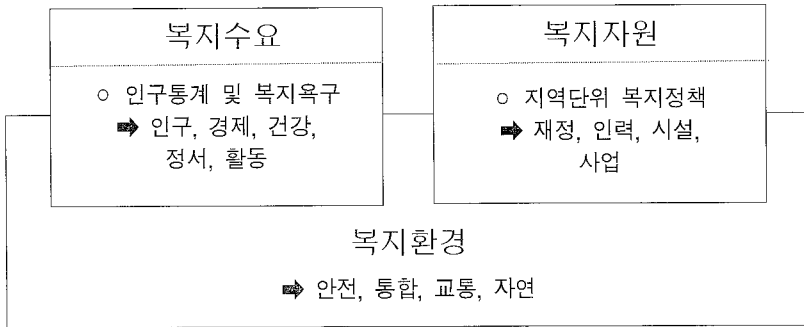 복지수요
○ 인구통계 및 복지욕구
➡ 인구, 경제, 건강,
정서, 활동
복지자원
○ 지역단위 복지정책
➡ 재정, 인력, 시설,
사업
복지환경
➡ 안전, 통합, 교통, 자연